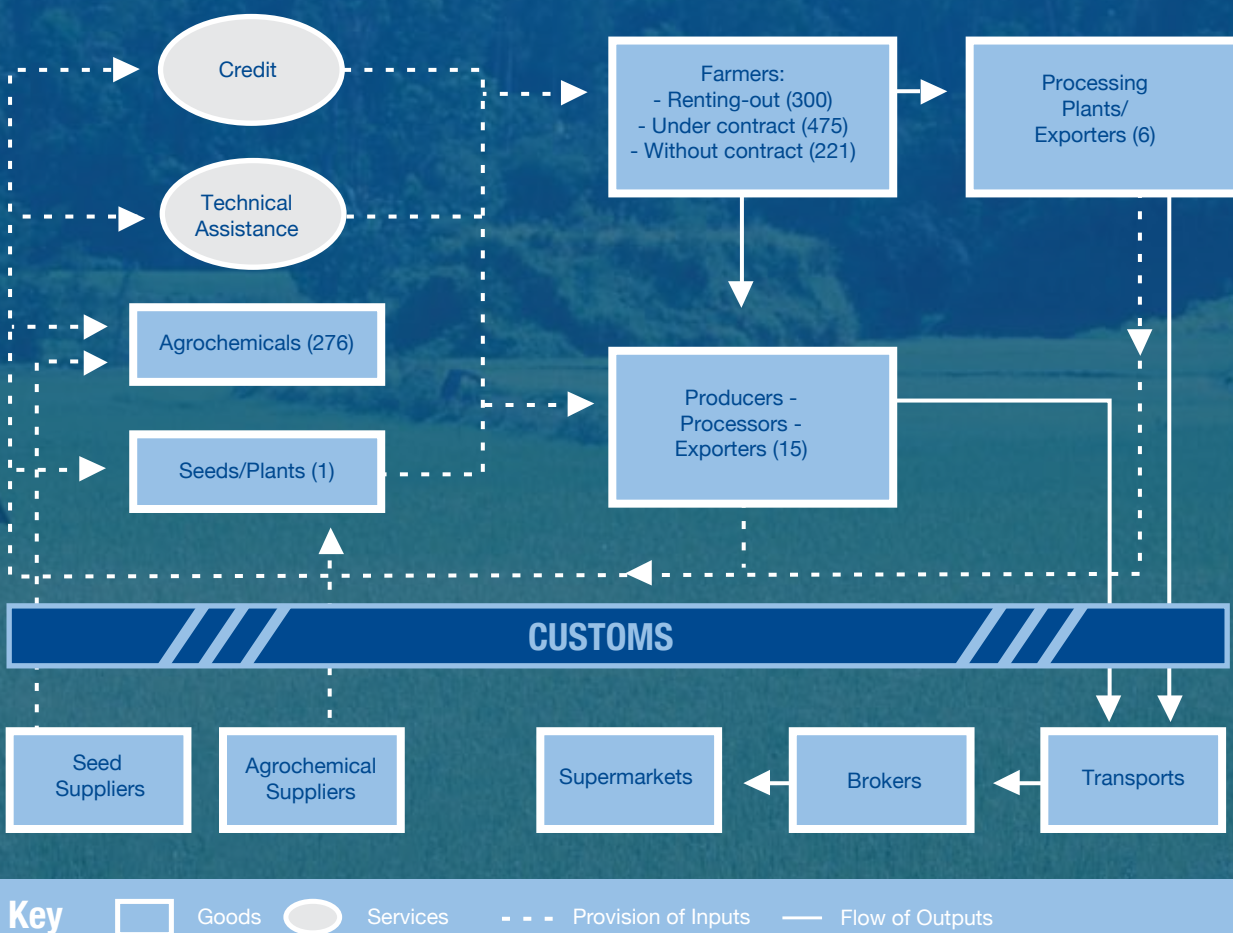 Credit
Technical
Assistance
Agrochemicals (276)
Seeds/Plants (1)
Farmers:
- Renting-out (300)
- Under contract (475)
- Without contract (221)
Processing
Plants/
Exporters (6)
Producers -
Processors -
Exporters (15)
CUSTOMS
Seed
Suppliers
Agrochemical
Suppliers
Supermarkets
Brokers
Transports
Key
Goods
Services
Provision of Inputs
Flow of Outputs